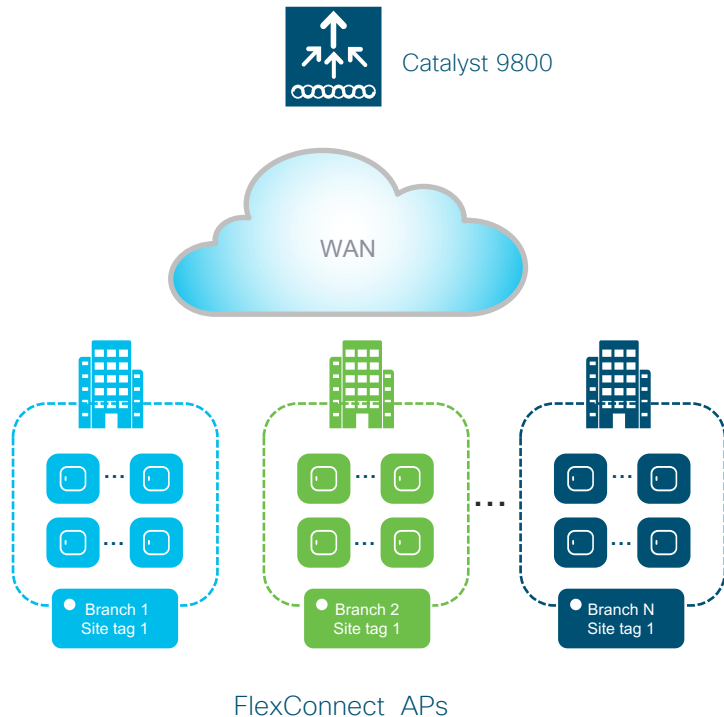 Catalyst 9800
WAN
...
Branch 1
Site tag 1
Branch 2
Site tag 1
Branch N
Site tag 1
FlexConnect APs